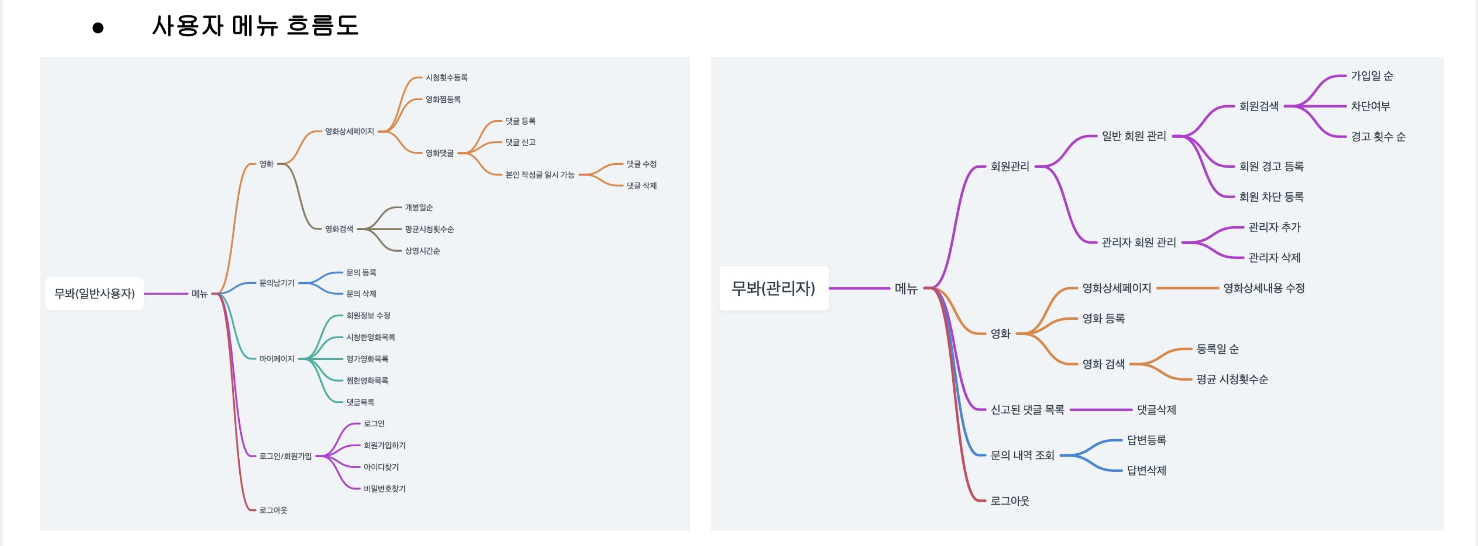 ● 사용자 메뉴 흐름도
무봐(일반사용자)
메뉴
영화
영화상세페이지
시청횟수등록
영화찜등록
영화댓글
댓글 등록
댓글 신고
본인 작성글 일시 가능
댓글 수정
댓글 삭제
영화검색
개봉일순
평균시청횟수순
상영시간순
문의남기기
문의 등록
문의 삭제
마이페이지
회원정보 수정
시청한영화목록
평가영화목록
찜한영화목록
댓글목록
로그인/회원가입
로그인
회원가입하기
아이디찾기
비밀번호찾기
로그아웃
무봐(관리자)
메뉴
회원관리
일반 회원 관리
회원검색
가입일 순
차단여부
경고 횟수 순
회원 경고 등록
회원 차단 등록
관리자 회원 관리
관리자 추가
관리자 삭제
영화
영화상세페이지
영화상세내용 수정
영화 등록
영화 검색
등록일 순
평균 시청횟수순
신고된 댓글 목록
댓글삭제
문의 내역 조회
답변등록
답변삭제
로그아웃